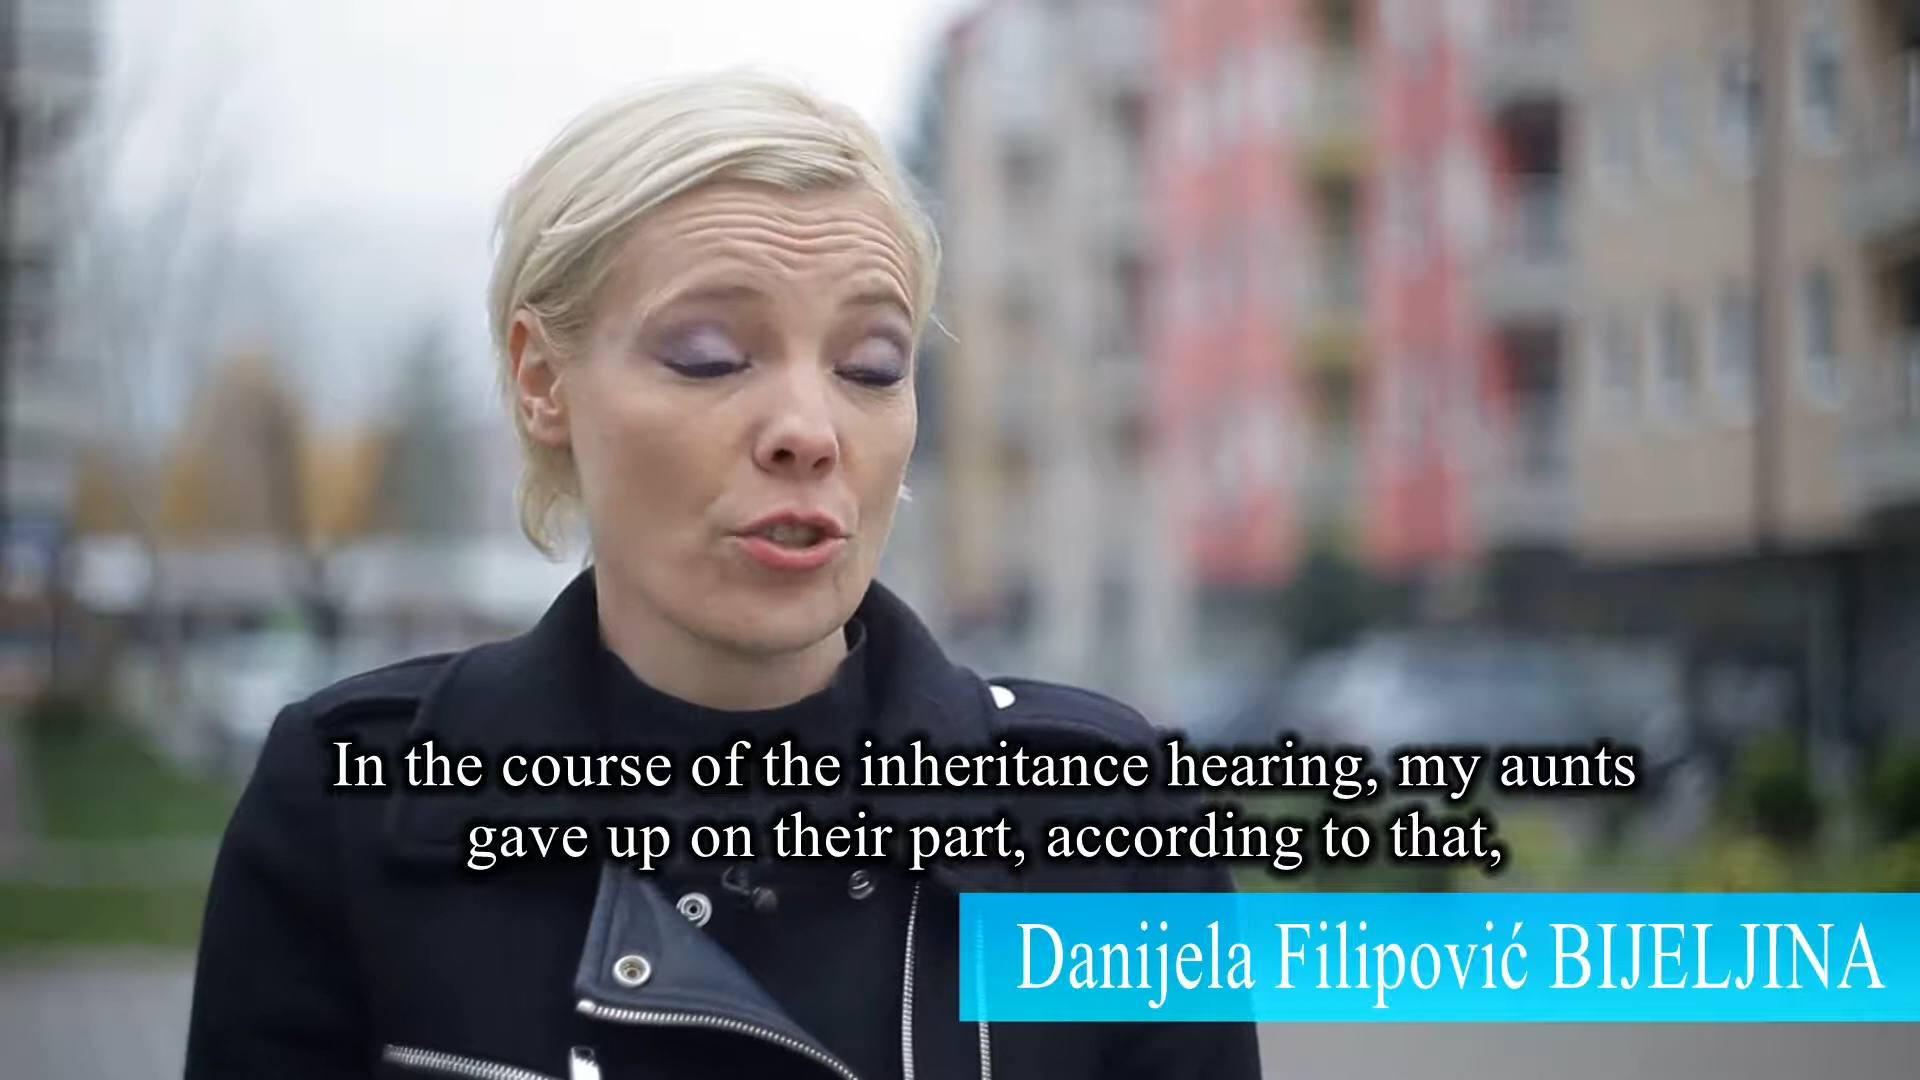 In the course of the inheritance hearing, my aunts
gave up on their part, according to that,
Danijela Filipović BIJELJINA